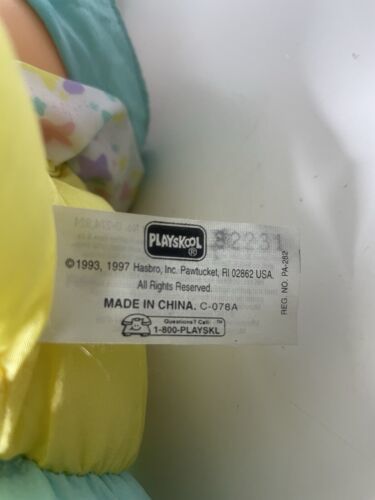 PLAYSKOOL ®
©1993, 1997 Hasbro, Inc. Pawtucket, RI 02862 USA.
All Rights Reserved.
MADE IN CHINA. C-078A
Questions? Call: ™
1-800-PLAYSKL
REG. NO. PA-282